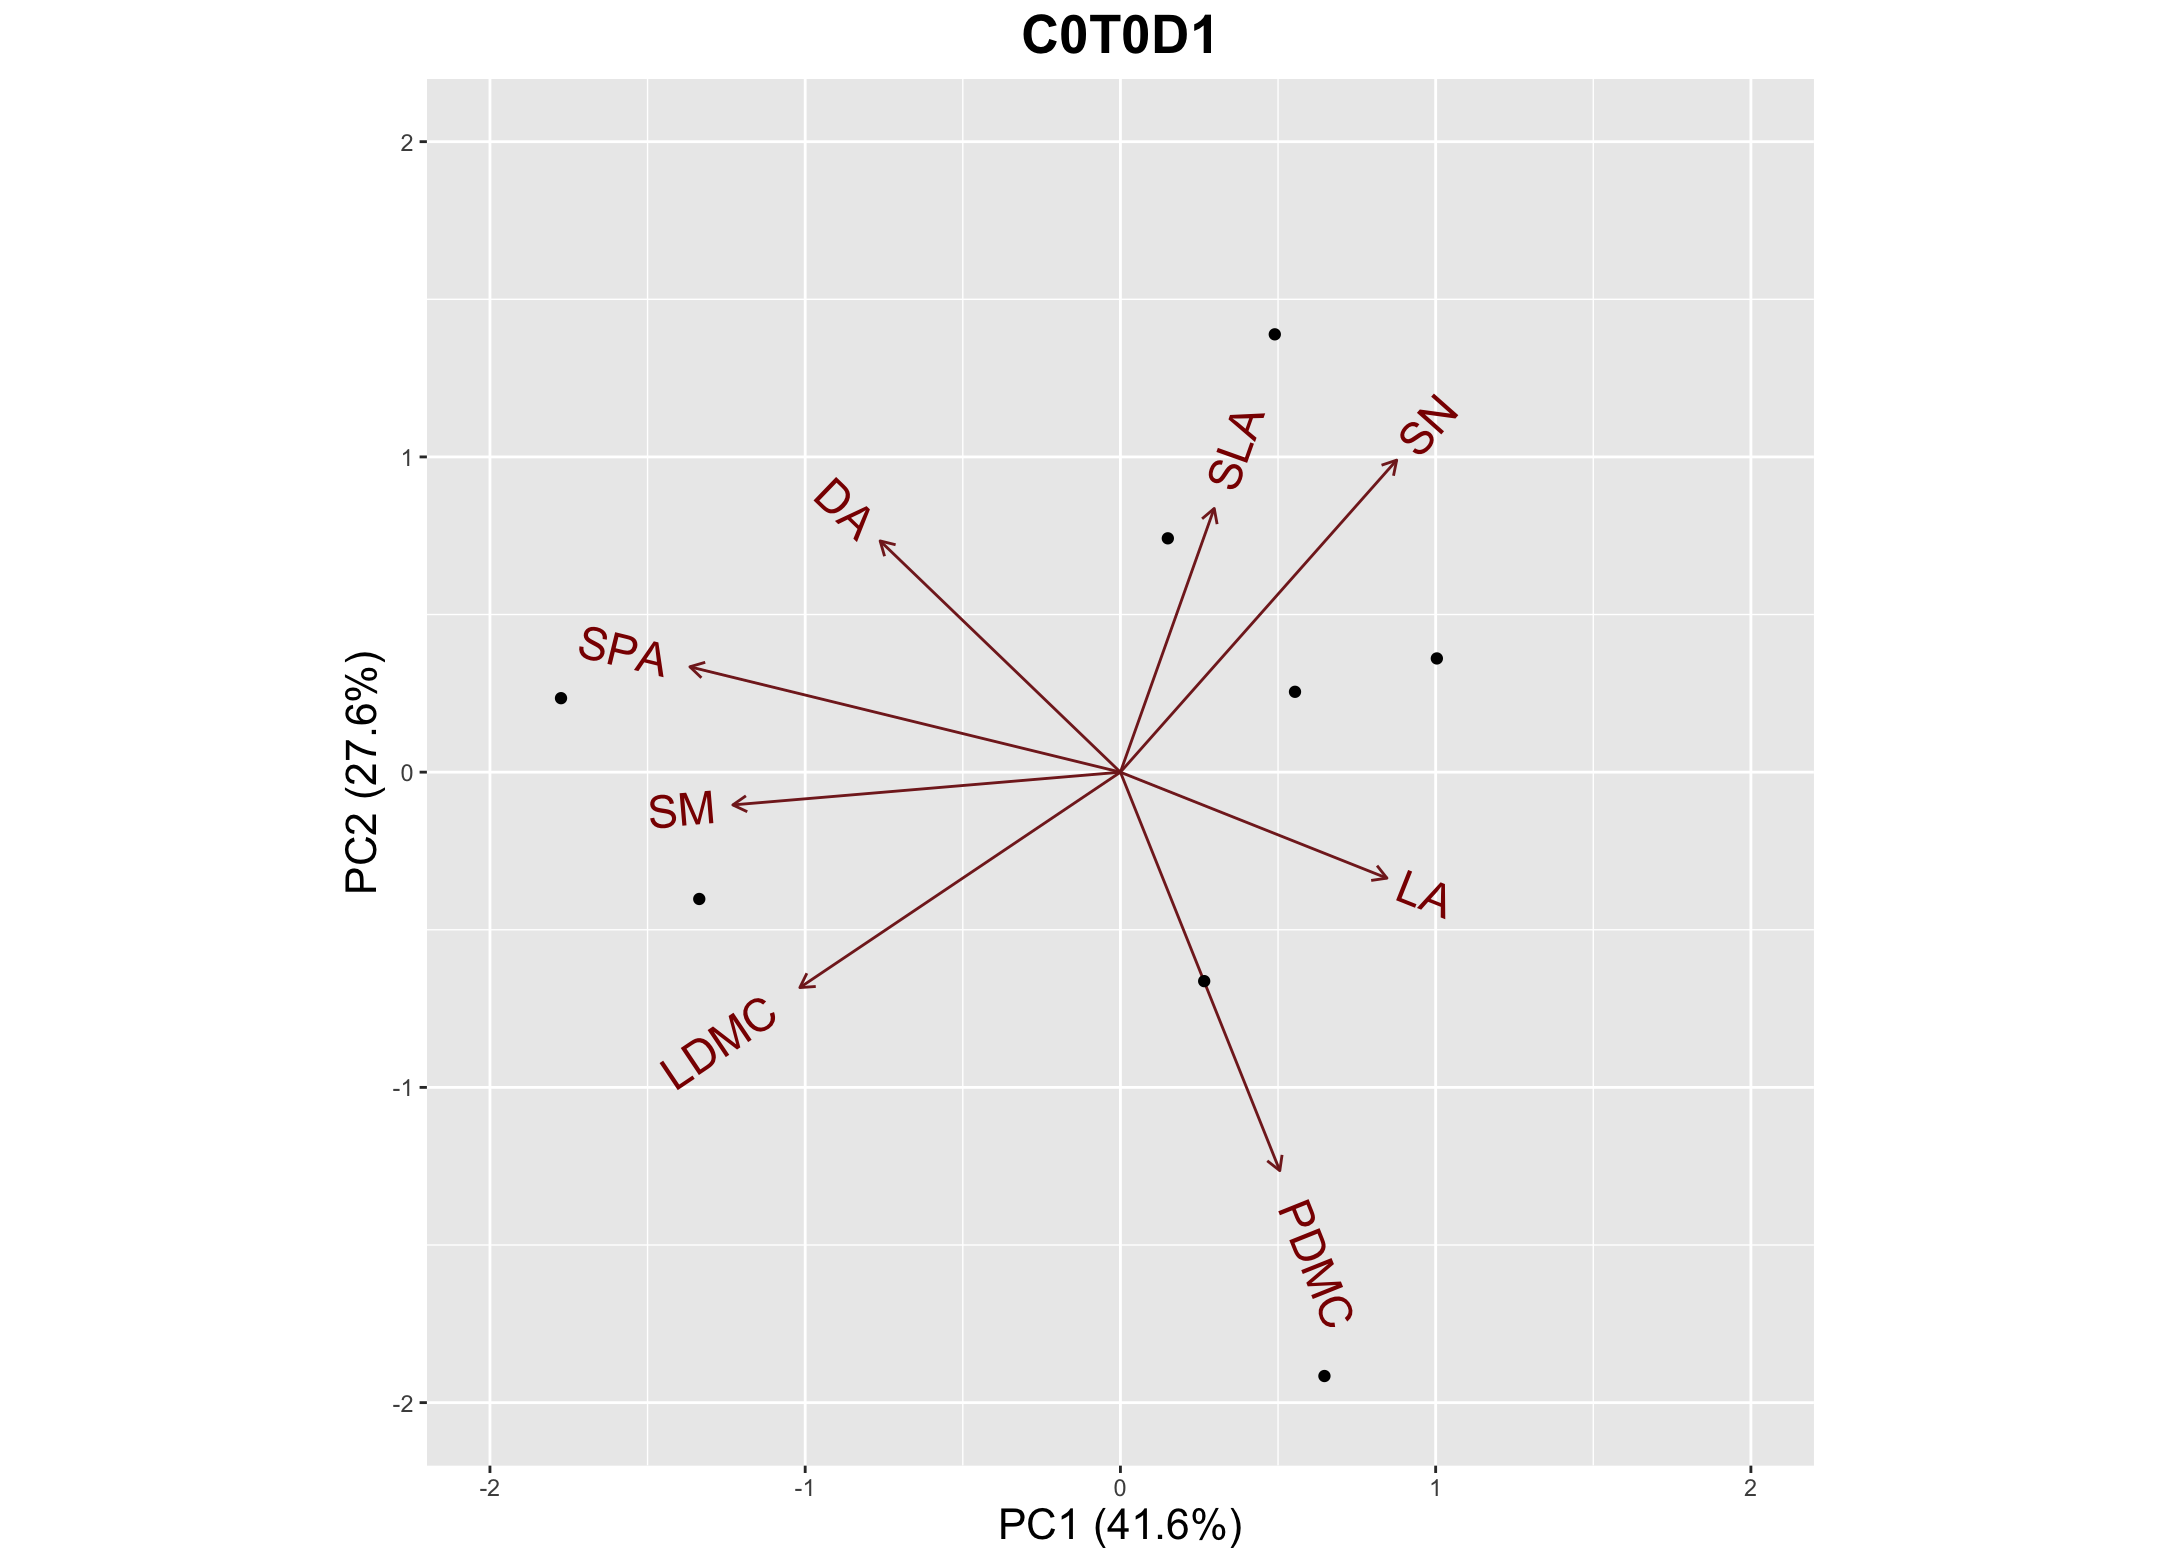 C0T0D1
2
1
0
-1
-2
PC2 (27.6%)
SLA
SN
DA
SPA
SM
LA
LDMC
PDMC
-2 -1 0 1 2
PC1 (41.6%)